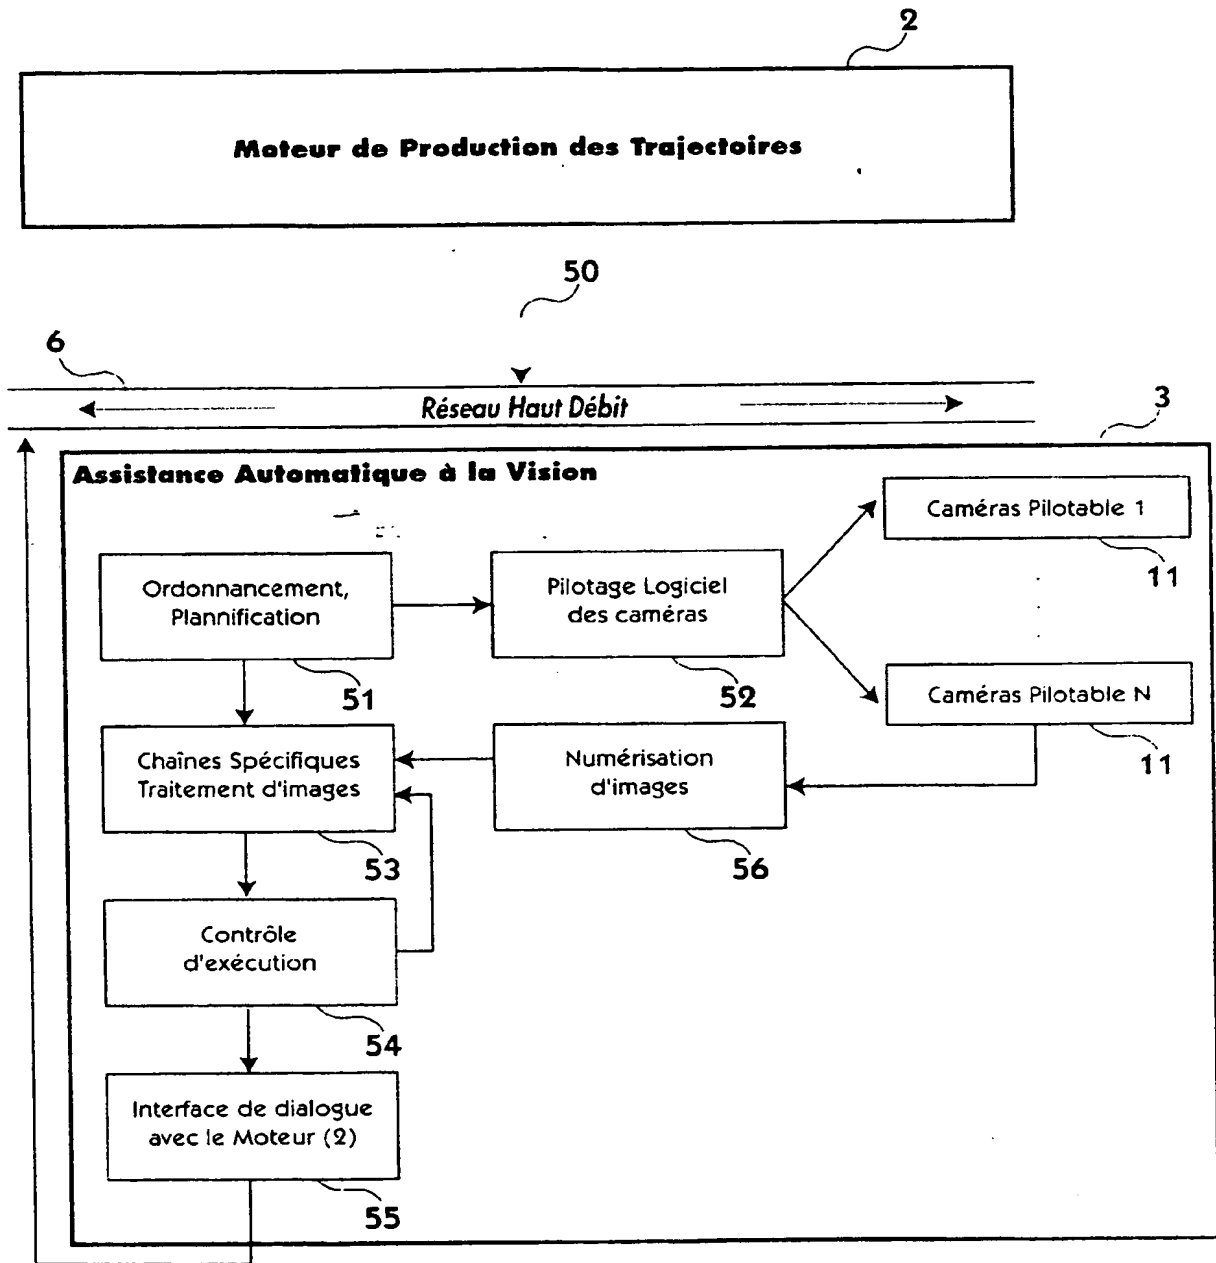 2
Moteur de Production des Trajectoires
50
6
Réseau Haut Débit
3
Assistance Automatique à la Vision
Caméras Pilotable 1
11
Ordonnancement,
Plannification
51
Pilotage Logiciel
des caméras
52
Caméras Pilotable N
11
Chaînes Spécifiques
Traitement d'images
53
Numérisation
d'images
56
Contrôle
d'exécution
54
Interface de dialogue
avec le Moteur (2)
55